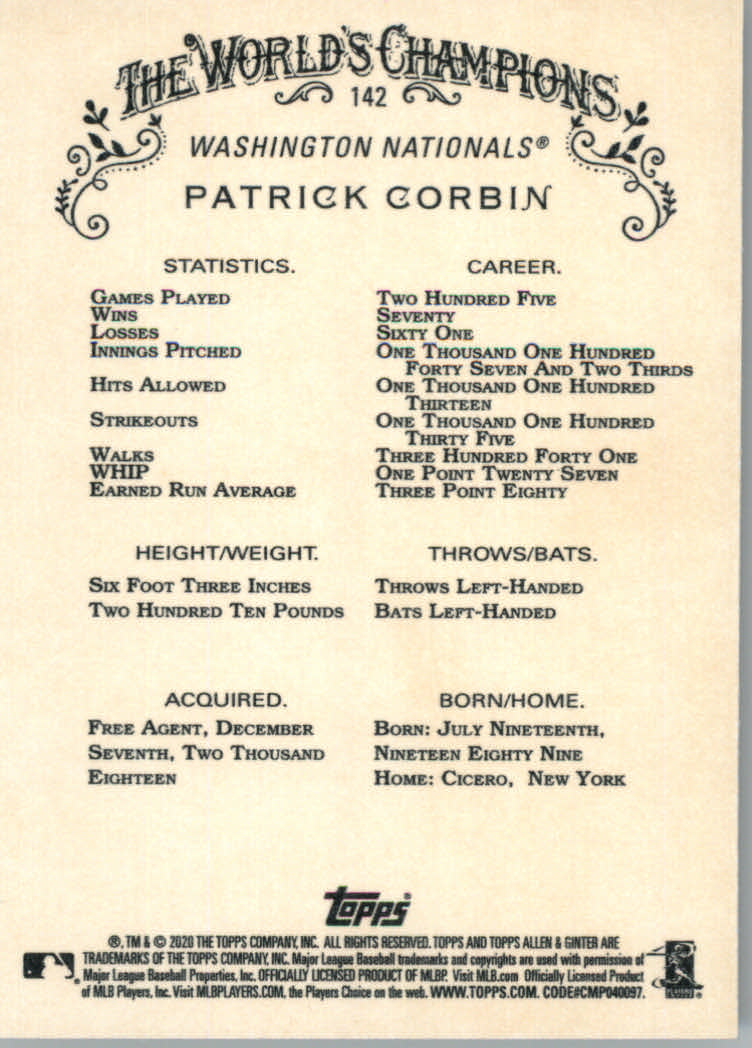 THE WORLD'S CHAMPIONS
142
WASHINGTON NATIONALS®
PATRICK CORBIN
STATISTICS. CAREER.
GAMES PLAYED TWO HUNDRED FIVE
WINS SEVENTY
LOSSES SIXTY ONE
INNINGS PITCHED ONE THOUSAND ONE HUNDRED
FORTY SEVEN AND TWO THIRDS
HITS ALLOWED ONE THOUSAND ONE HUNDRED
THIRTEEN
STRIKEOUTS ONE THOUSAND ONE HUNDRED
THIRTY FIVE
WALKS THREE HUNDRED FORTY ONE
WHIP ONE POINT TWENTY SEVEN
EARNED RUN AVERAGE THREE POINT EIGHTY
HEIGHT/WEIGHT.
SIX FOOT THREE INCHES
TWO HUNDRED TEN POUNDS
THROWS/BATS.
THROWS LEFT-HANDED
BATS LEFT-HANDED
ACQUIRED.
FREE AGENT, DECEMBER
SEVENTH, TWO THOUSAND
EIGHTEEN
BORN/HOME.
BORN: JULY NINETEENTH,
NINETEEN EIGHTY NINE
HOME: CICERO, NEW YORK
Topps®
®, TM & © 2020 THE TOPPS COMPANY, INC. ALL RIGHTS RESERVED. TOPPS AND TOPPS ALLEN & GINTER ARE
TRADEMARKS OF THE TOPPS COMPANY, INC. Major League Baseball trademarks and copyrights are used with permission of
Major League Baseball Properties, Inc. OFFICIALLY LICENSED PRODUCT OF MLBP. Visit MLB.com Officially Licensed Product
of MLB Players, Inc. Visit MLBPLAYERS.COM, the Players Choice on the web. WWW.TOPPS.COM. CODE#CMP040097.